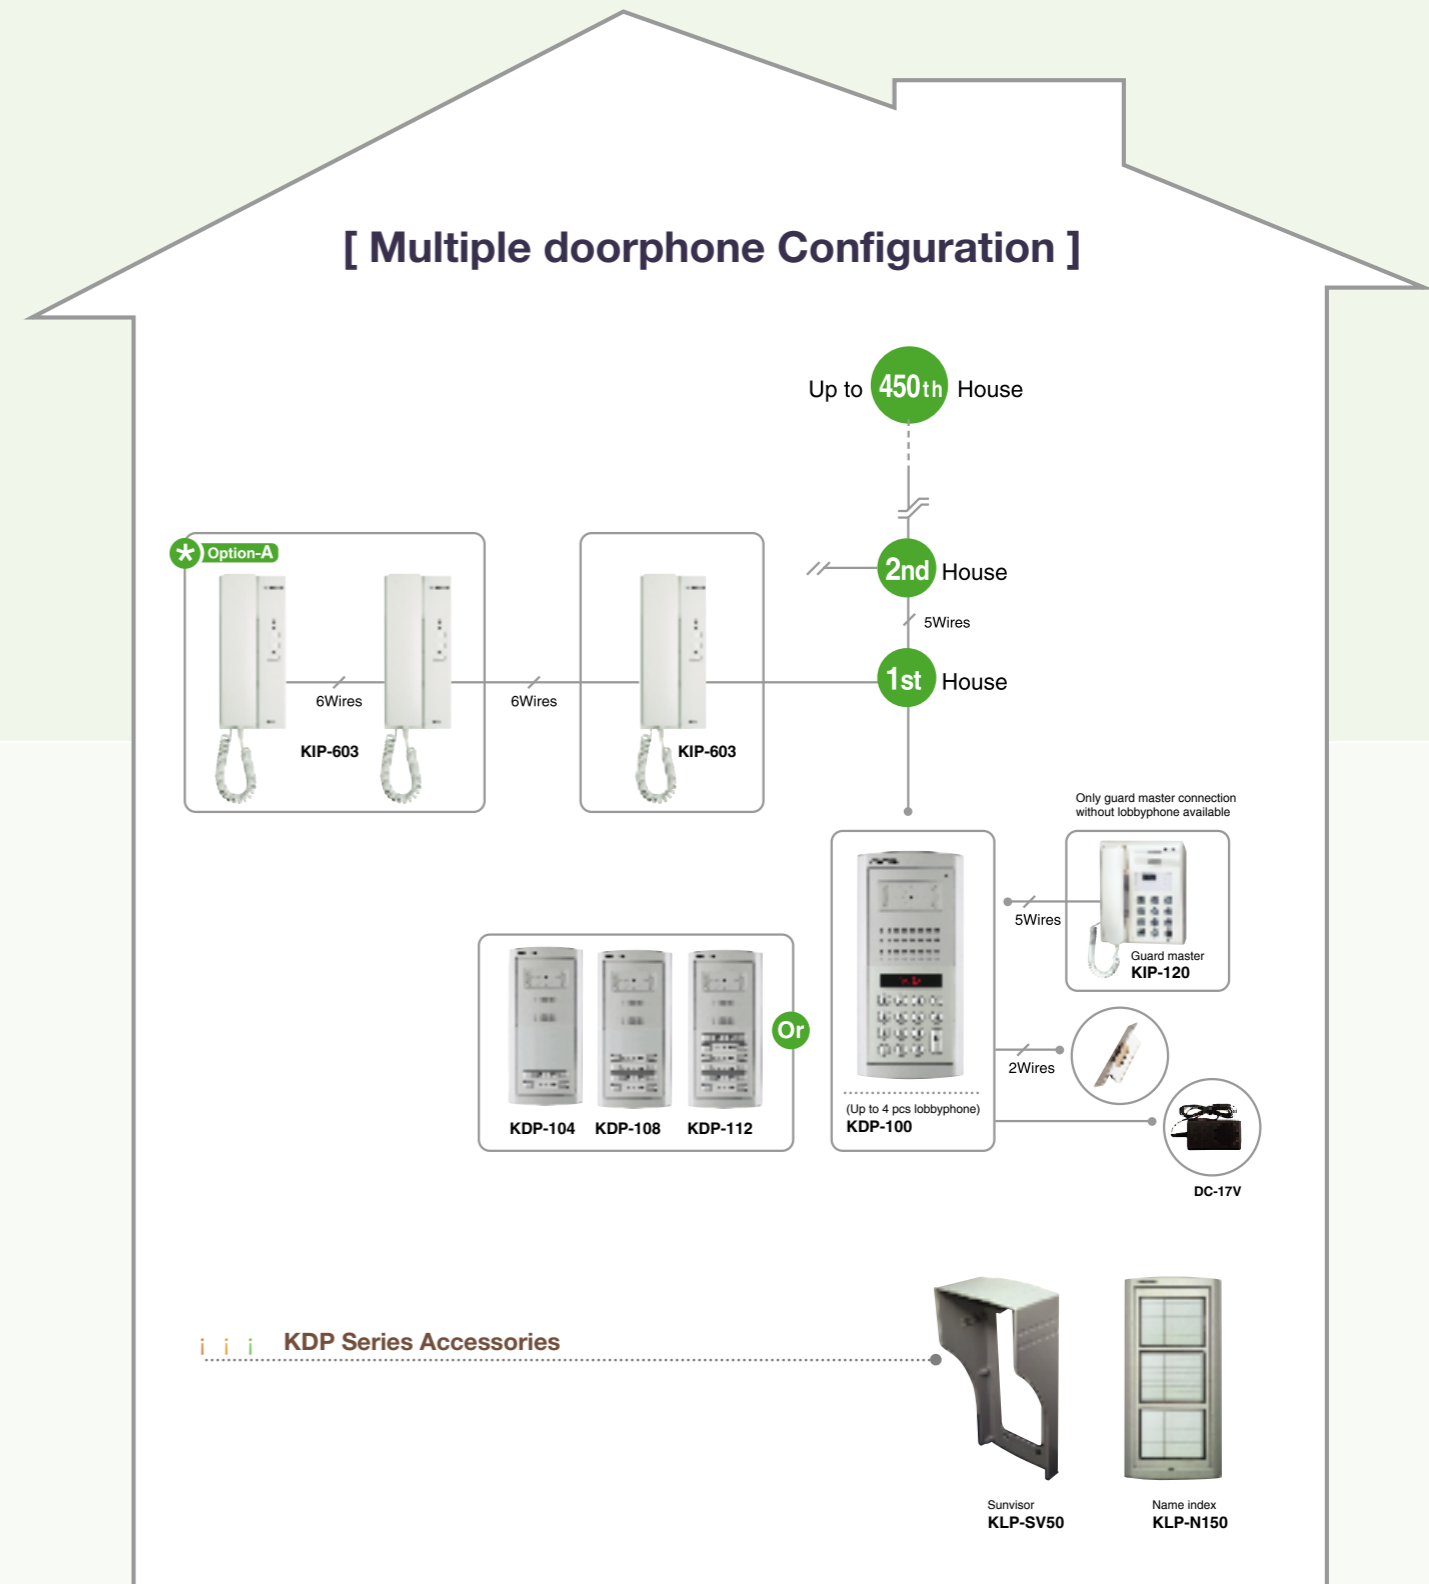 [ Multiple doorphone Configuration ]
Up to 450th House
* Option-A
2nd House
5Wires
1st House
6Wires
6Wires
KIP-603
KIP-603
Only guard master connection
without lobbyphone available
5Wires
Guard master
KIP-120
Or
2Wires
(Up to 4 pcs lobbyphone)
KDP-100
KDP-104 KDP-108 KDP-112
DC-17V
¡ ¡ ¡ KDP Series Accessories
Sunvisor
KLP-SV50
Name index
KLP-N150